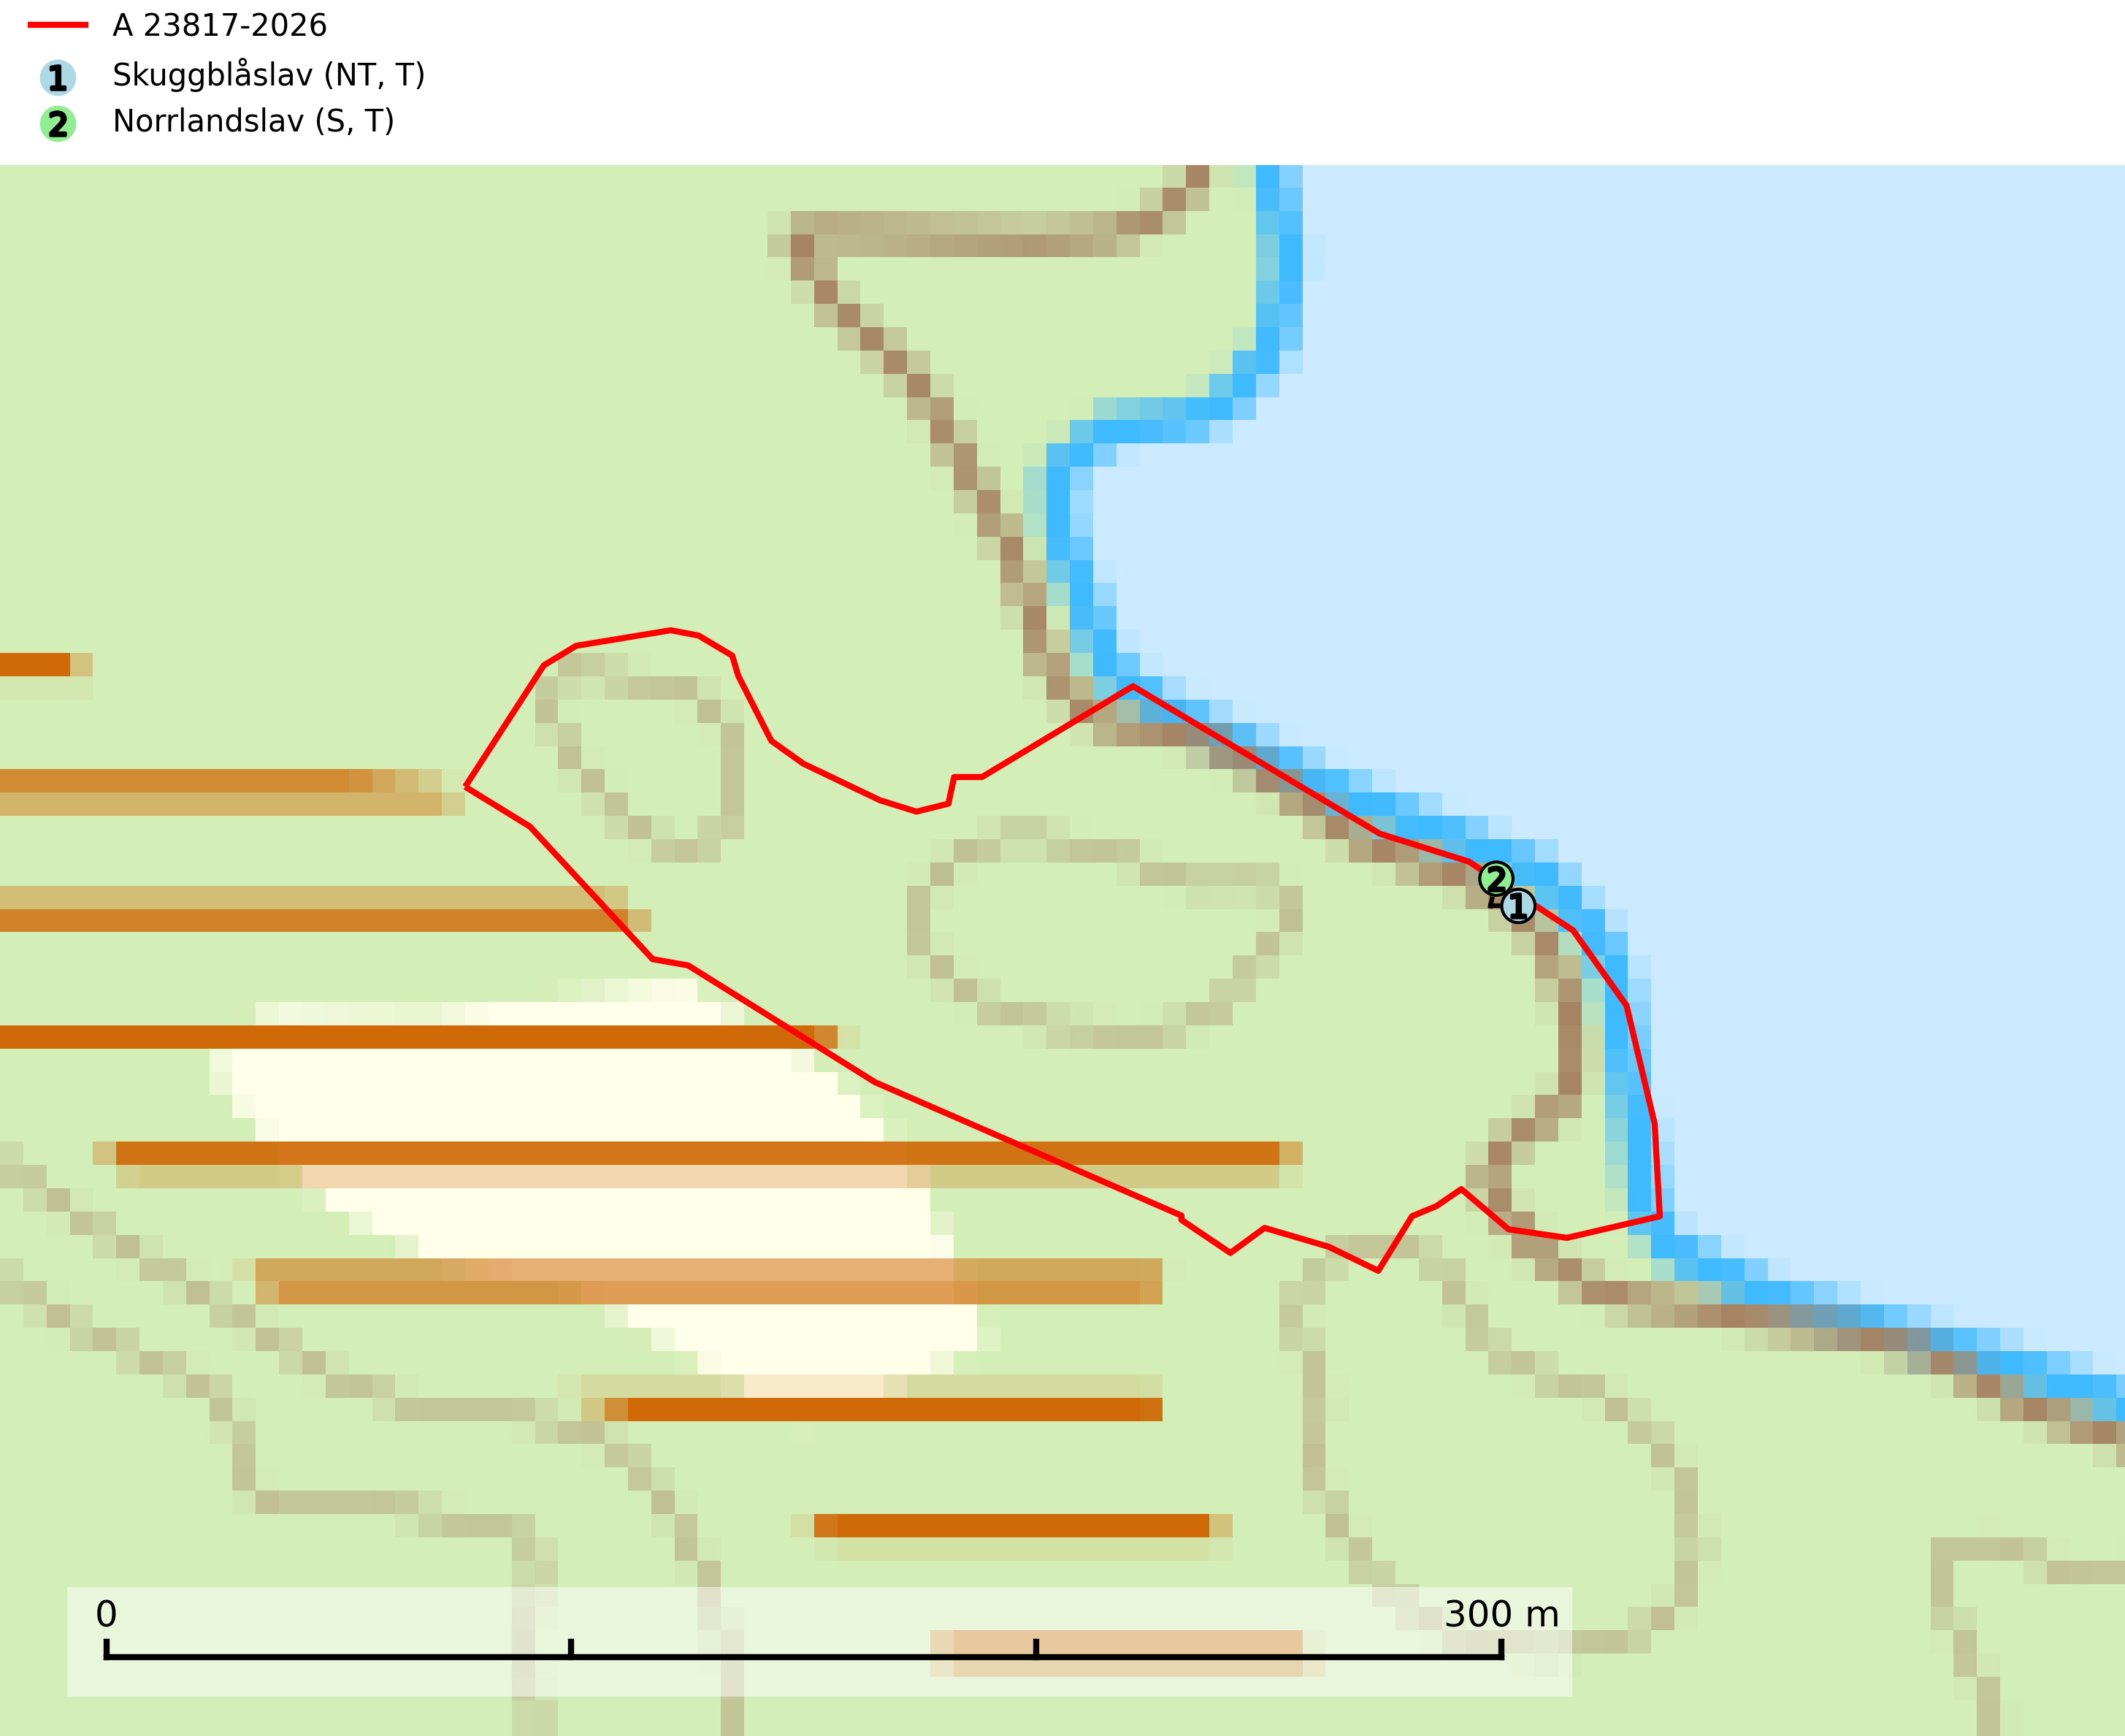 A 23817-2026
1 Skuggblåslav (NT, T)
2 Norrlandslav (S, T)
2
1
0 300 m